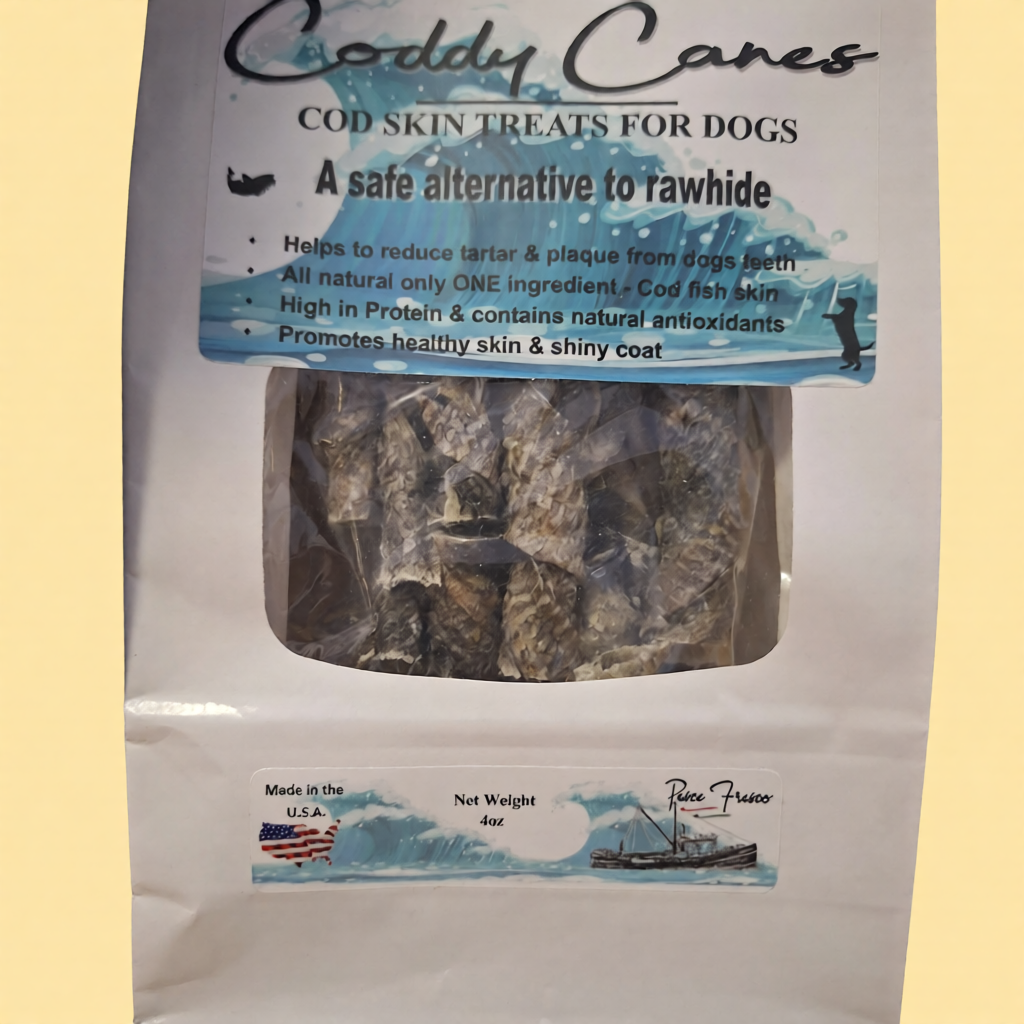 Coddy Canes
COD SKIN TREATS FOR DOGS
A safe alternative to rawhide
• Helps to reduce tartar & plaque from dogs teeth
• All natural only ONE ingredient - Cod fish skin
• High in Protein & contains natural antioxidants
• Promotes healthy skin & shiny coat
Made in the
U.S.A.
Net Weight
4oz
Pesce Fresco